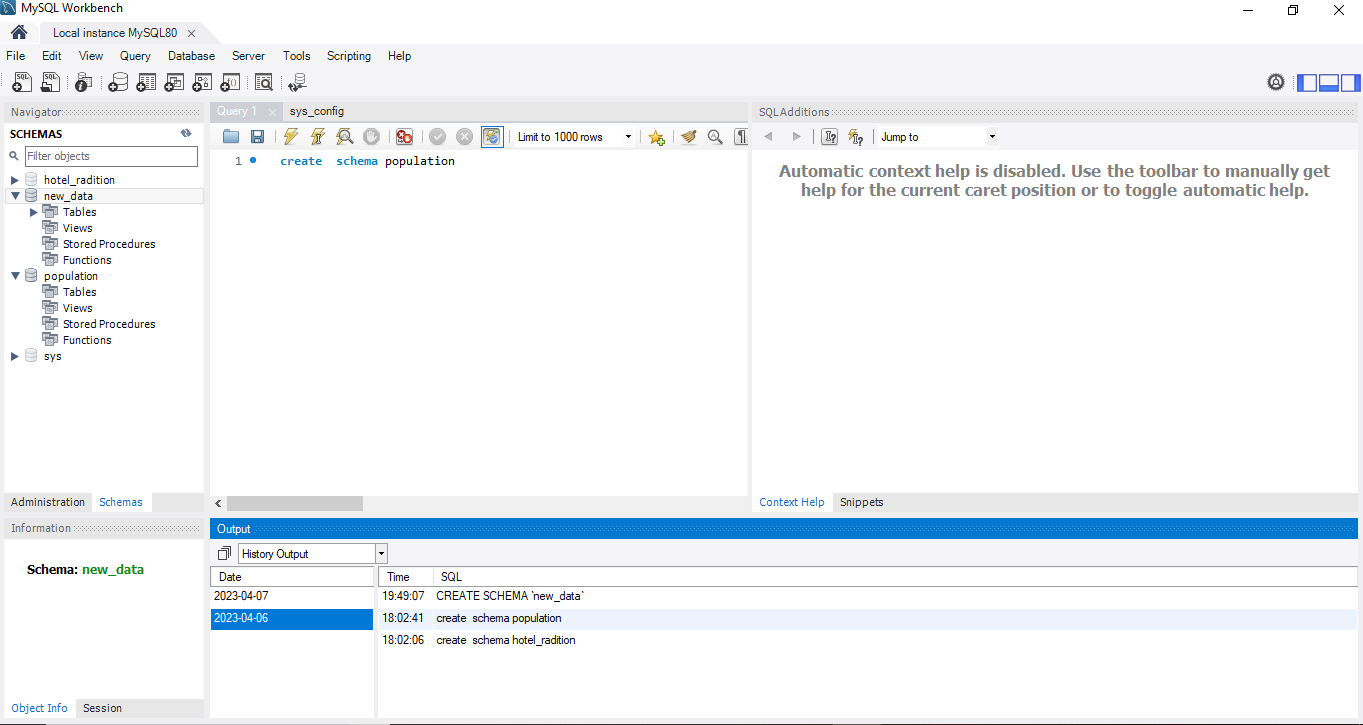 MySQL Workbench
Local instance MySQL80
File Edit View Query Database Server Tools Scripting Help
Navigator
SCHEMAS
Filter objects
hotel_radition
new_data
Tables
Views
Stored Procedures
Functions
population
Tables
Views
Stored Procedures
Functions
sys
Administration Schemas
Information
Schema: new_data
Object Info Session
Query 1 sys_config
Limit to 1000 rows
1 create schema population
SQLAdditions
Jump to
Automatic context help is disabled. Use the toolbar to manually get
help for the current caret position or to toggle automatic help.
Context Help Snippets
Output
History Output
Date Time SQL
2023-04-07 19:49:07 CREATE SCHEMA `new_data`
2023-04-06 18:02:41 create schema population
18:02:06 create schema hotel_radition